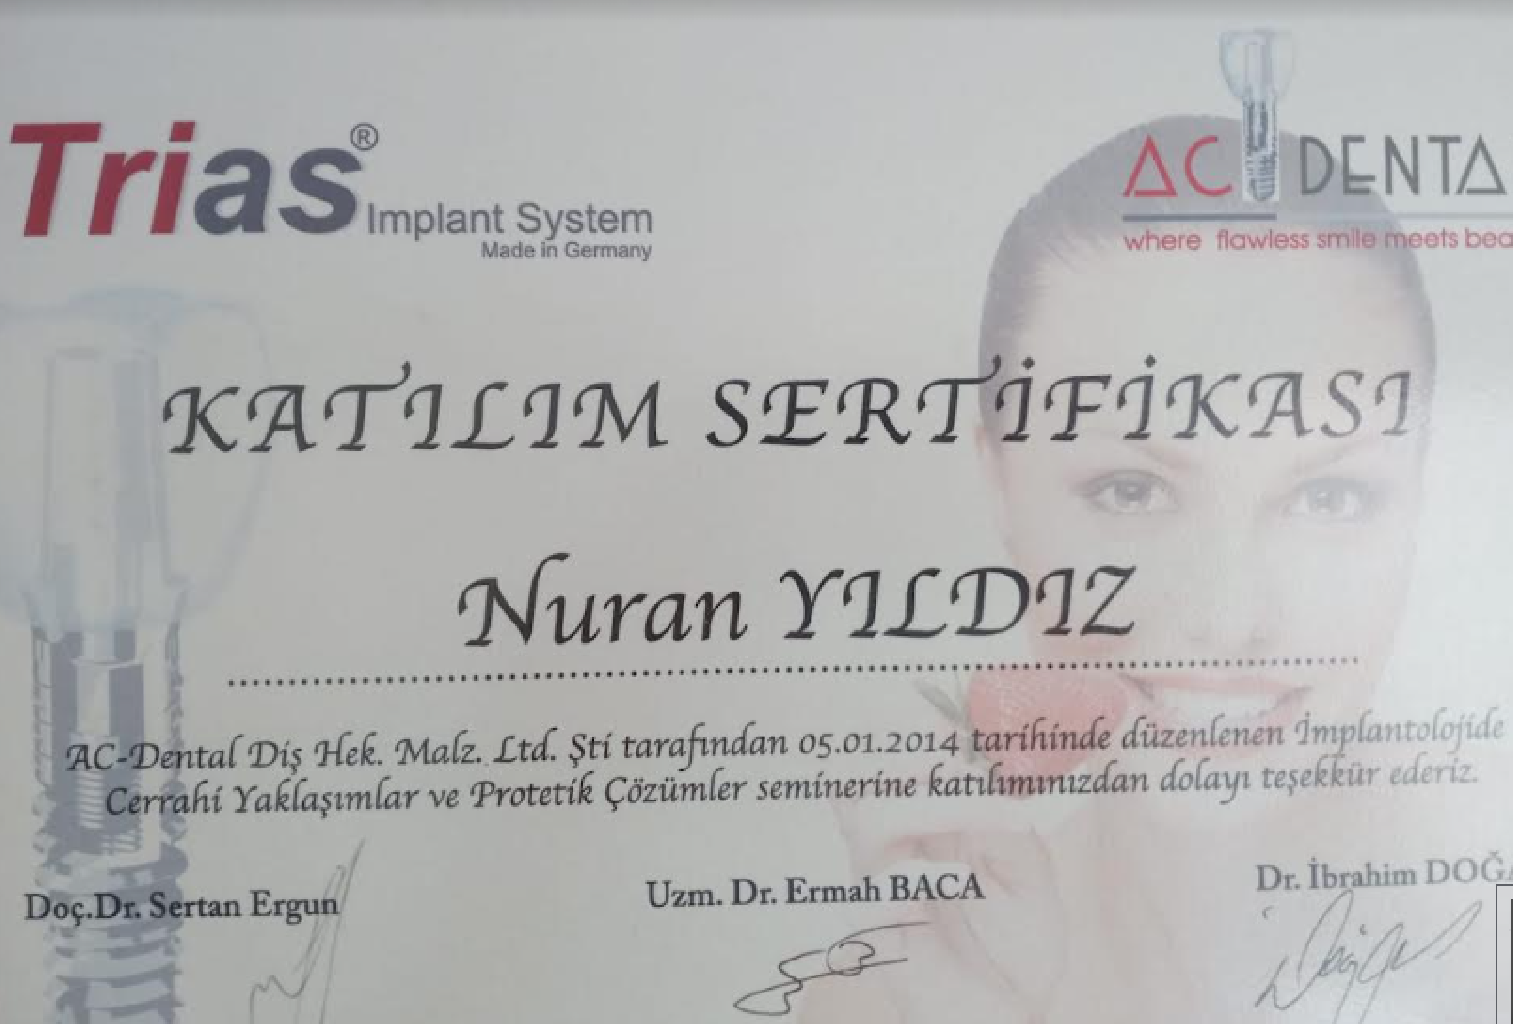 Trias®
Implant System
Made in Germany
AC DENTA
where flawless smile meets
KATILIM SERTİFİKASI
Nuran YILDIZ
AC-Dental Diş Hek. Malz. Ltd. Şti tarafından 05.01.2014 tarihinde düzenlenen İmplantolojide
Cerrahi Yaklaşımlar ve Protetik Çözümler seminerine katılımınızdan dolayı teşekkür ederiz.
Doç.Dr. Sertan Ergun
Uzm. Dr. Ermah BACA
Dr. İbrahim